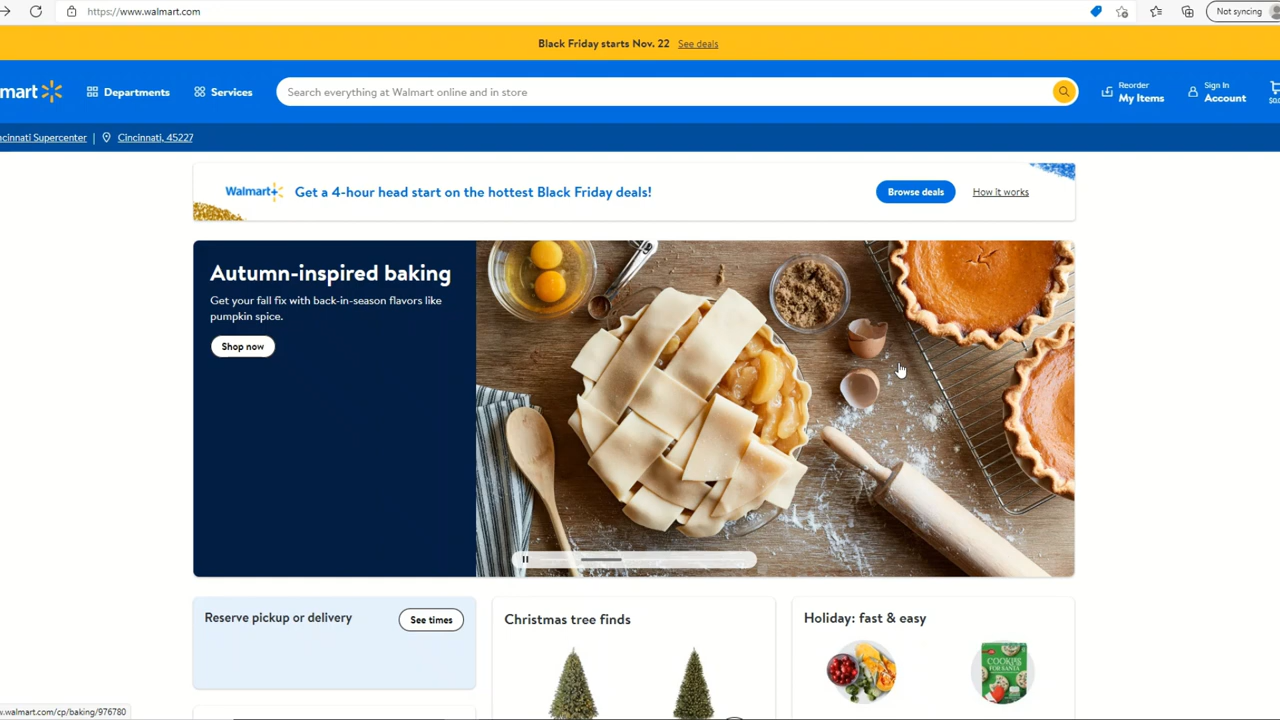 https://www.walmart.com
Not syncing
Black Friday starts Nov. 22 See deals
mart
Departments
Services
Search everything at Walmart online and in store
Reorder
My Items
Sign In
Account
cincinnati Supercenter | Cincinnati, 45227
Walmart+ Get a 4-hour head start on the hottest Black Friday deals!
Browse deals
How it works
Autumn-inspired baking
Get your fall fix with back-in-season flavors like
pumpkin spice.
Shop now
Reserve pickup or delivery
See times
Christmas tree finds
Holiday: fast & easy
COOKIES
FOR SANTA
w.walmart.com/cp/baking/976780